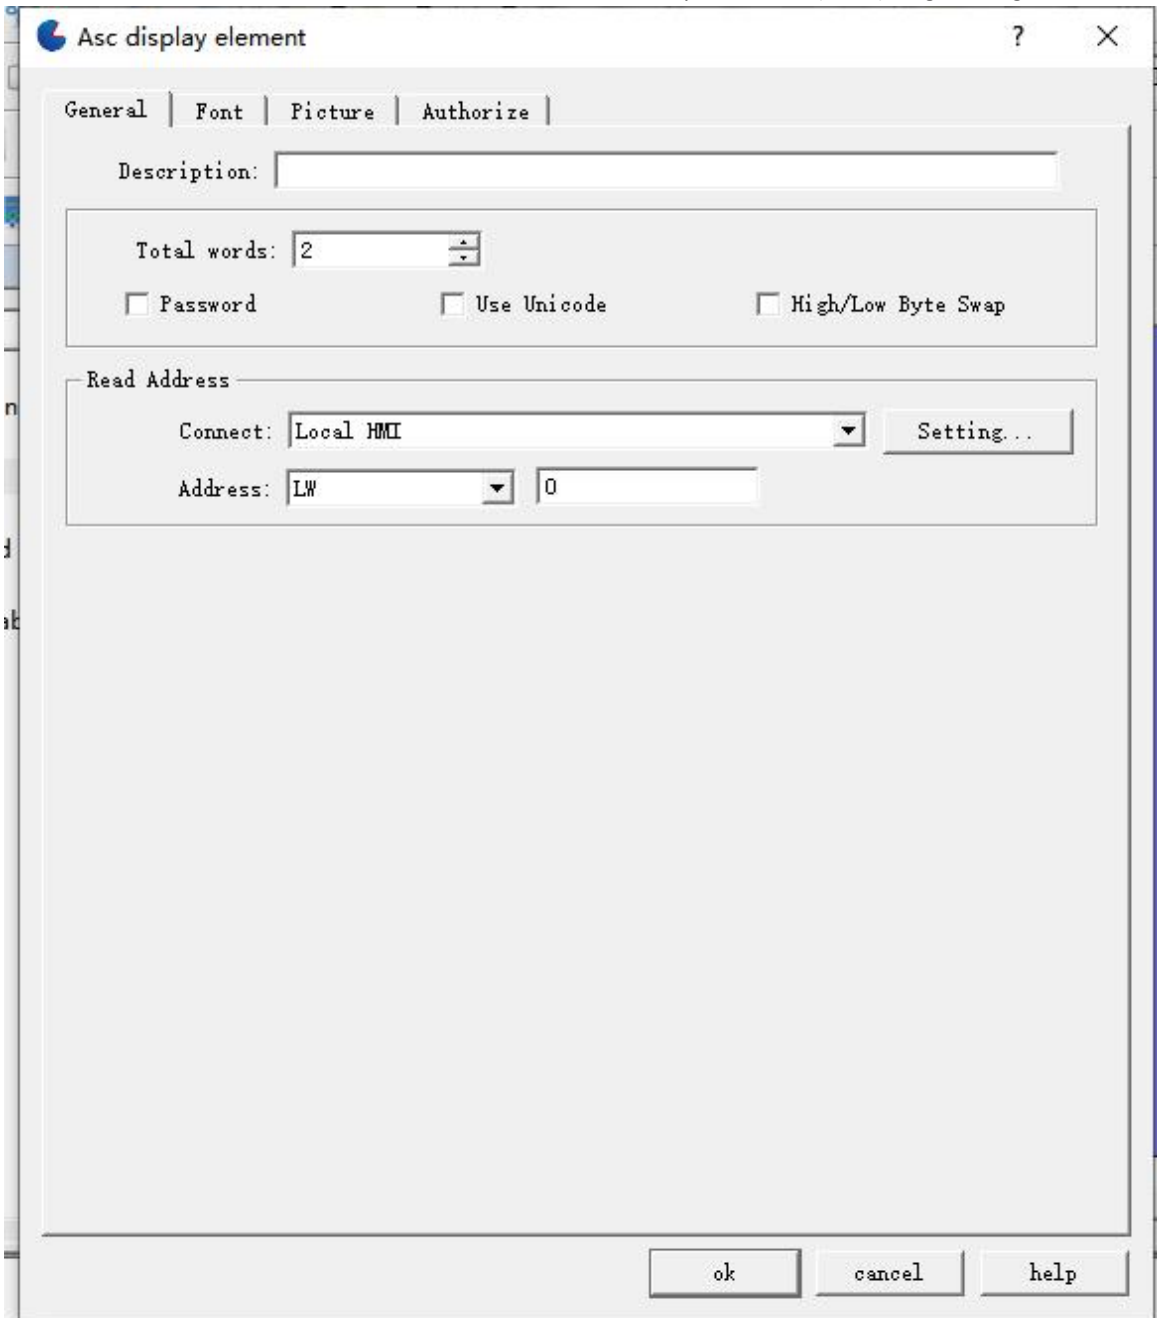 Asc display element ?
General Font Picture Authorize
Description:
Total words: 2
Password Use Unicode High/Low Byte Swap
Read Address
Connect: Local HMI Setting...
Address: LW 0
ok cancel help